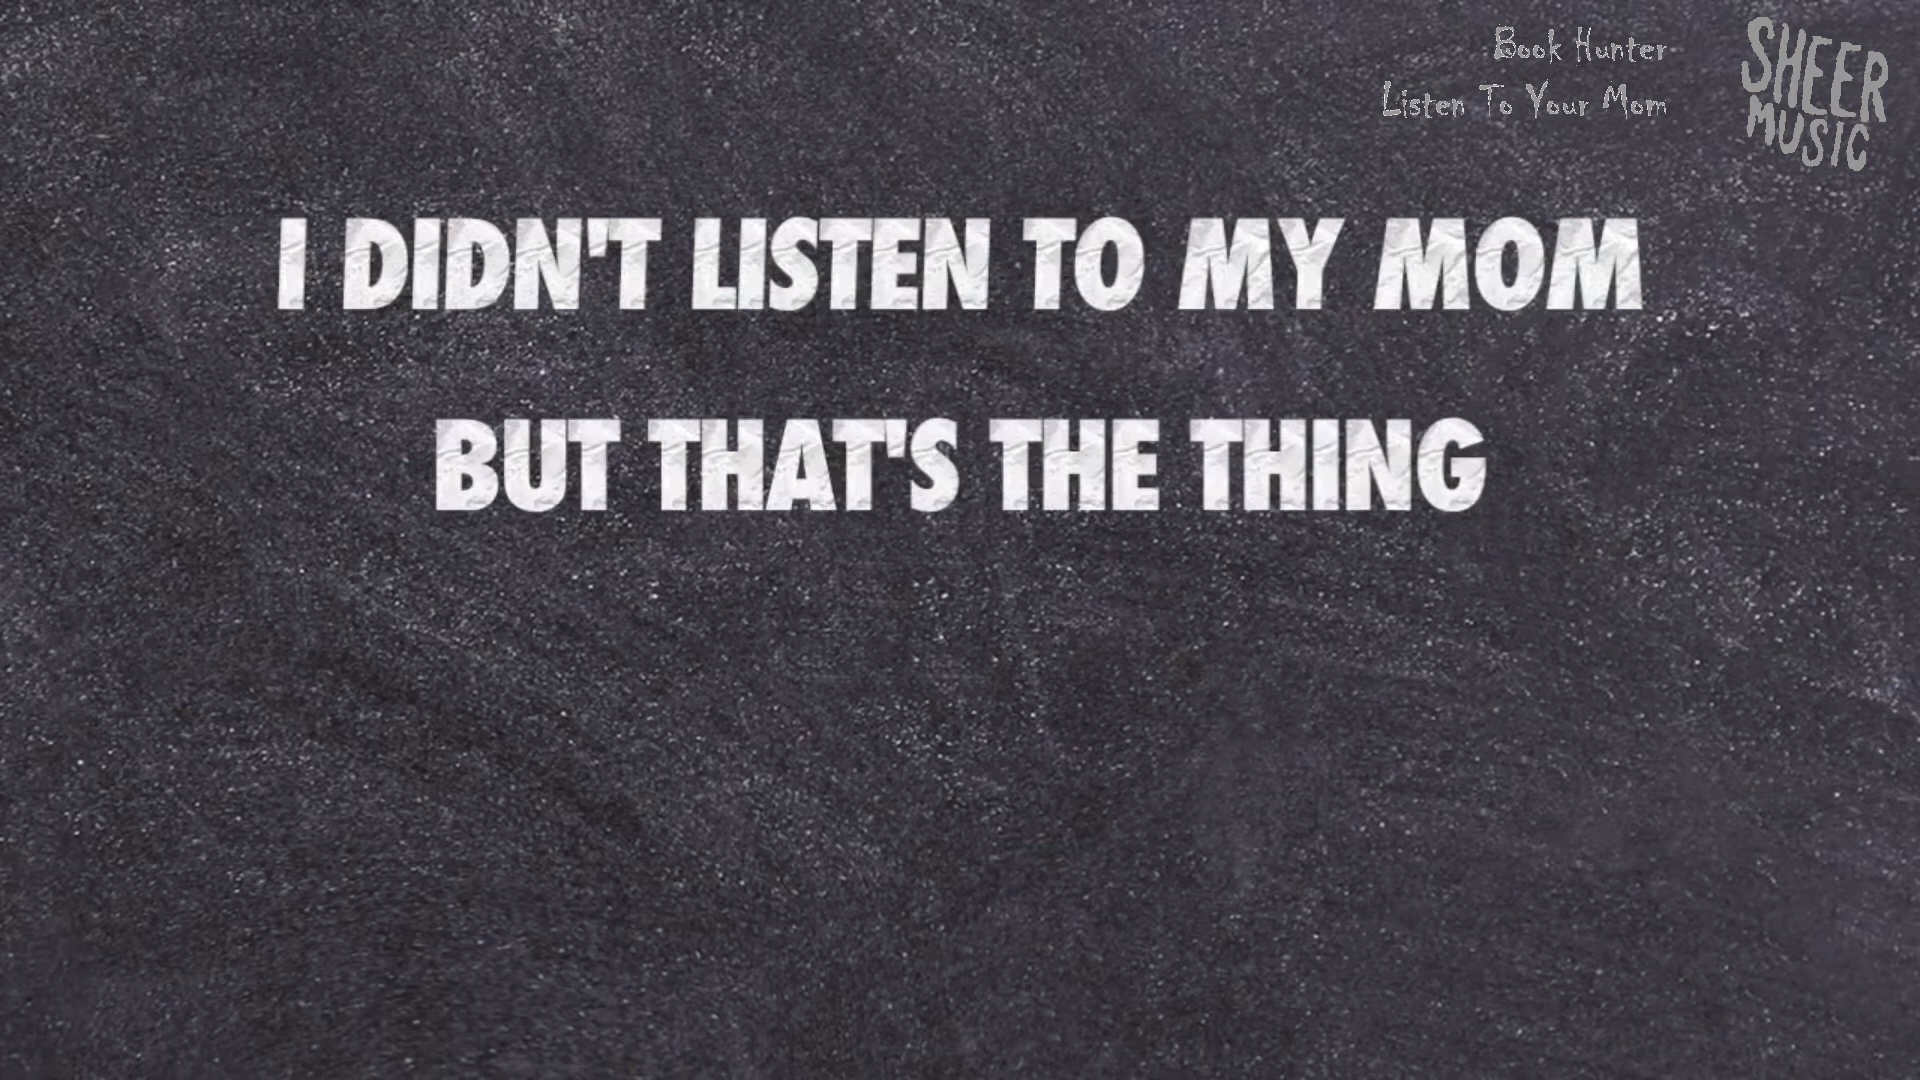 Book Hunter
Listen To Your Mom
SHEER
MUSIC
I DIDN'T LISTEN TO MY MOM
BUT THAT'S THE THING